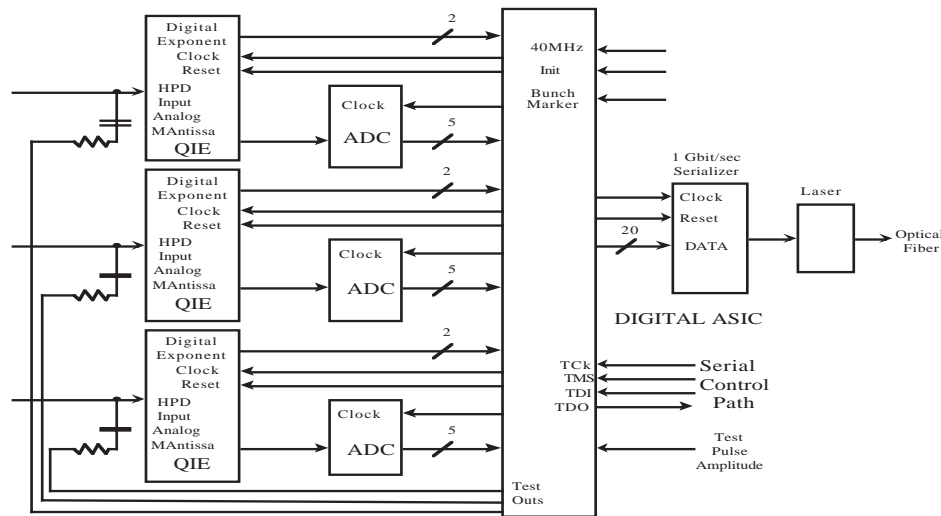 Digital
Exponent
Clock
Reset
HPD
Input
Analog
MAntissa
QIE
2
Clock
ADC
5
Digital
Exponent
Clock
Reset
HPD
Input
Analog
MAntissa
QIE
2
Clock
ADC
5
Digital
Exponent
Clock
Reset
HPD
Input
Analog
MAntissa
QIE
2
Clock
ADC
5
40MHz
Init
Bunch
Marker
TCk
TMS
TDI
TDO
Test
Outs
1 Gbit/sec
Serializer
Clock
Reset
DATA
20
Laser
Optical
Fiber
DIGITAL ASIC
Serial
Control
Path
Test
Pulse
Amplitude